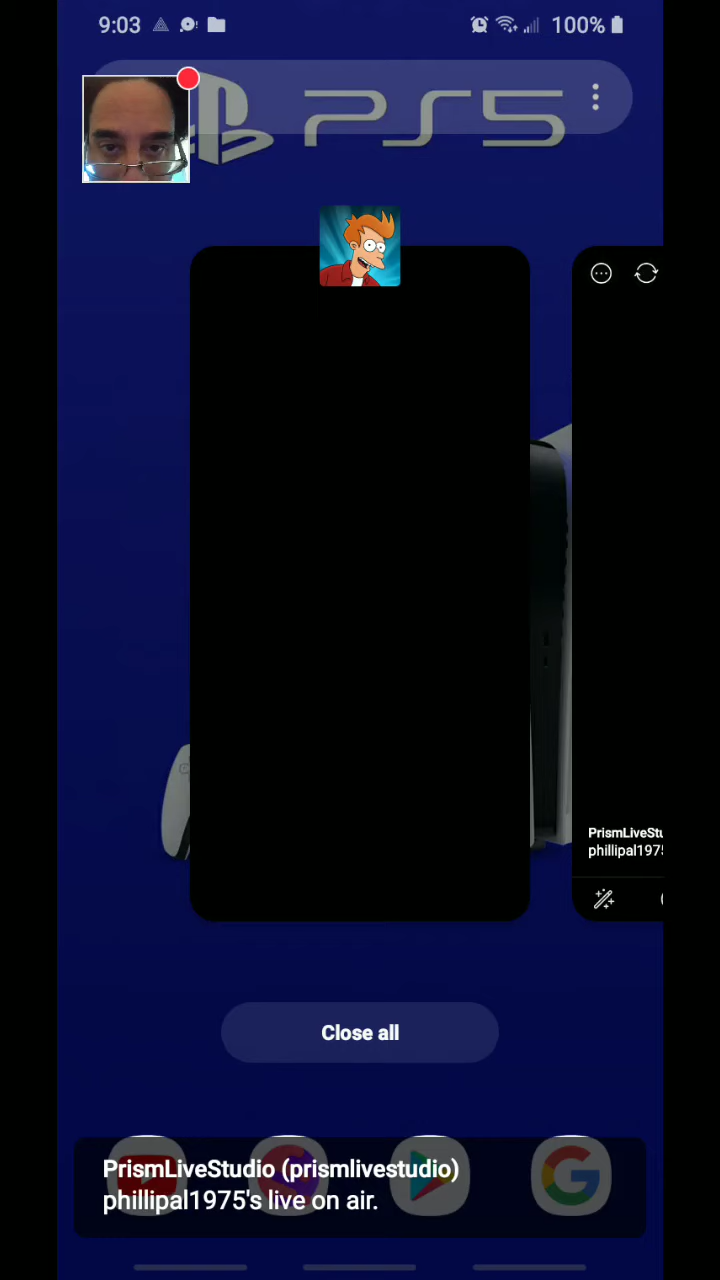 9:03
100%
PS5
PrismLiveStu
phillipal1975
Close all
PrismLiveStudio (prismlivestudio)
phillipal1975's live on air.